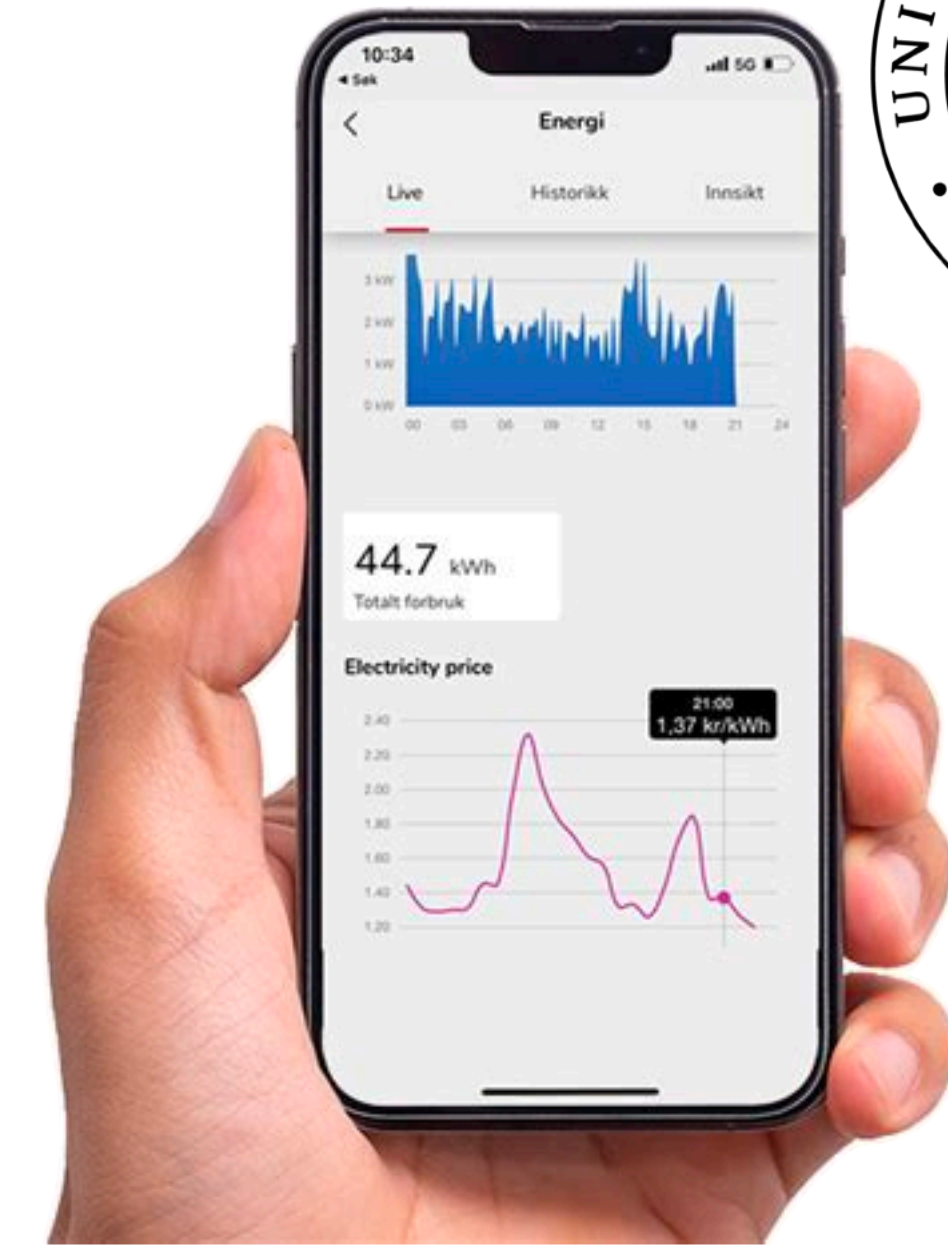 10:34
5G
◄ Søk
Energi
Live Historikk Innsikt
3 kW
2 kW
1 kW
0 kW
00 03 06 09 12 15 18 21 24
44.7 kWh
Totalt forbruk
Electricity price
21:00
1,37 kr/kWh
2.40
2.20
2.00
1.80
1.60
1.40
1.20
UNI